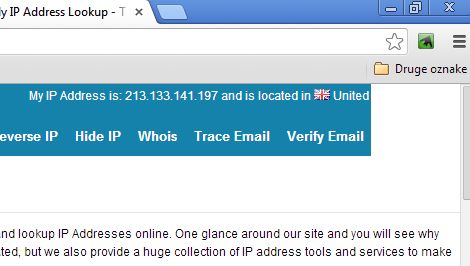 y IP Address Lookup - T
Druge oznake
My IP Address is: 213.133.141.197 and is located in United
everse IP Hide IP Whois Trace Email Verify Email
and lookup IP Addresses online. One glance around our site and you will see why
ated, but we also provide a huge collection of IP address tools and services to make